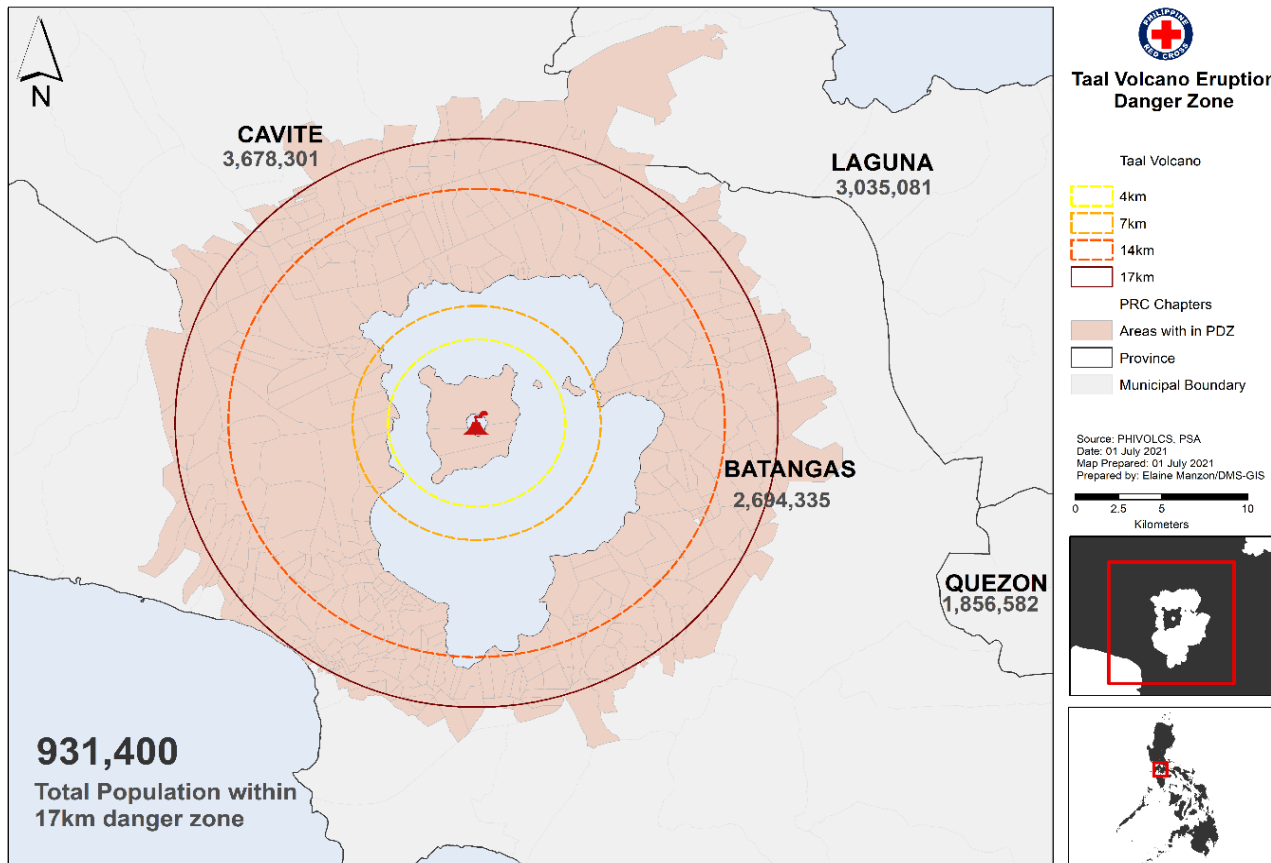 N
CAVITE
3,678,301
LAGUNA
3,035,081
BATANGAS
2,694,335
QUEZON
1,856,582
931,400
Total Population within
17km danger zone
PHILIPPINE
RED CROSS
Taal Volcano Eruption
Danger Zone
Taal Volcano
4km
7km
14km
17km
PRC Chapters
Areas with in PDZ
Province
Municipal Boundary
Source: PHIVOLCS, PSA
Date: 01 July 2021
Map Prepared: 01 July 2021
Prepared by: Elaine Manzon/DMS-GIS
0 2.5 5 10
Kilometers